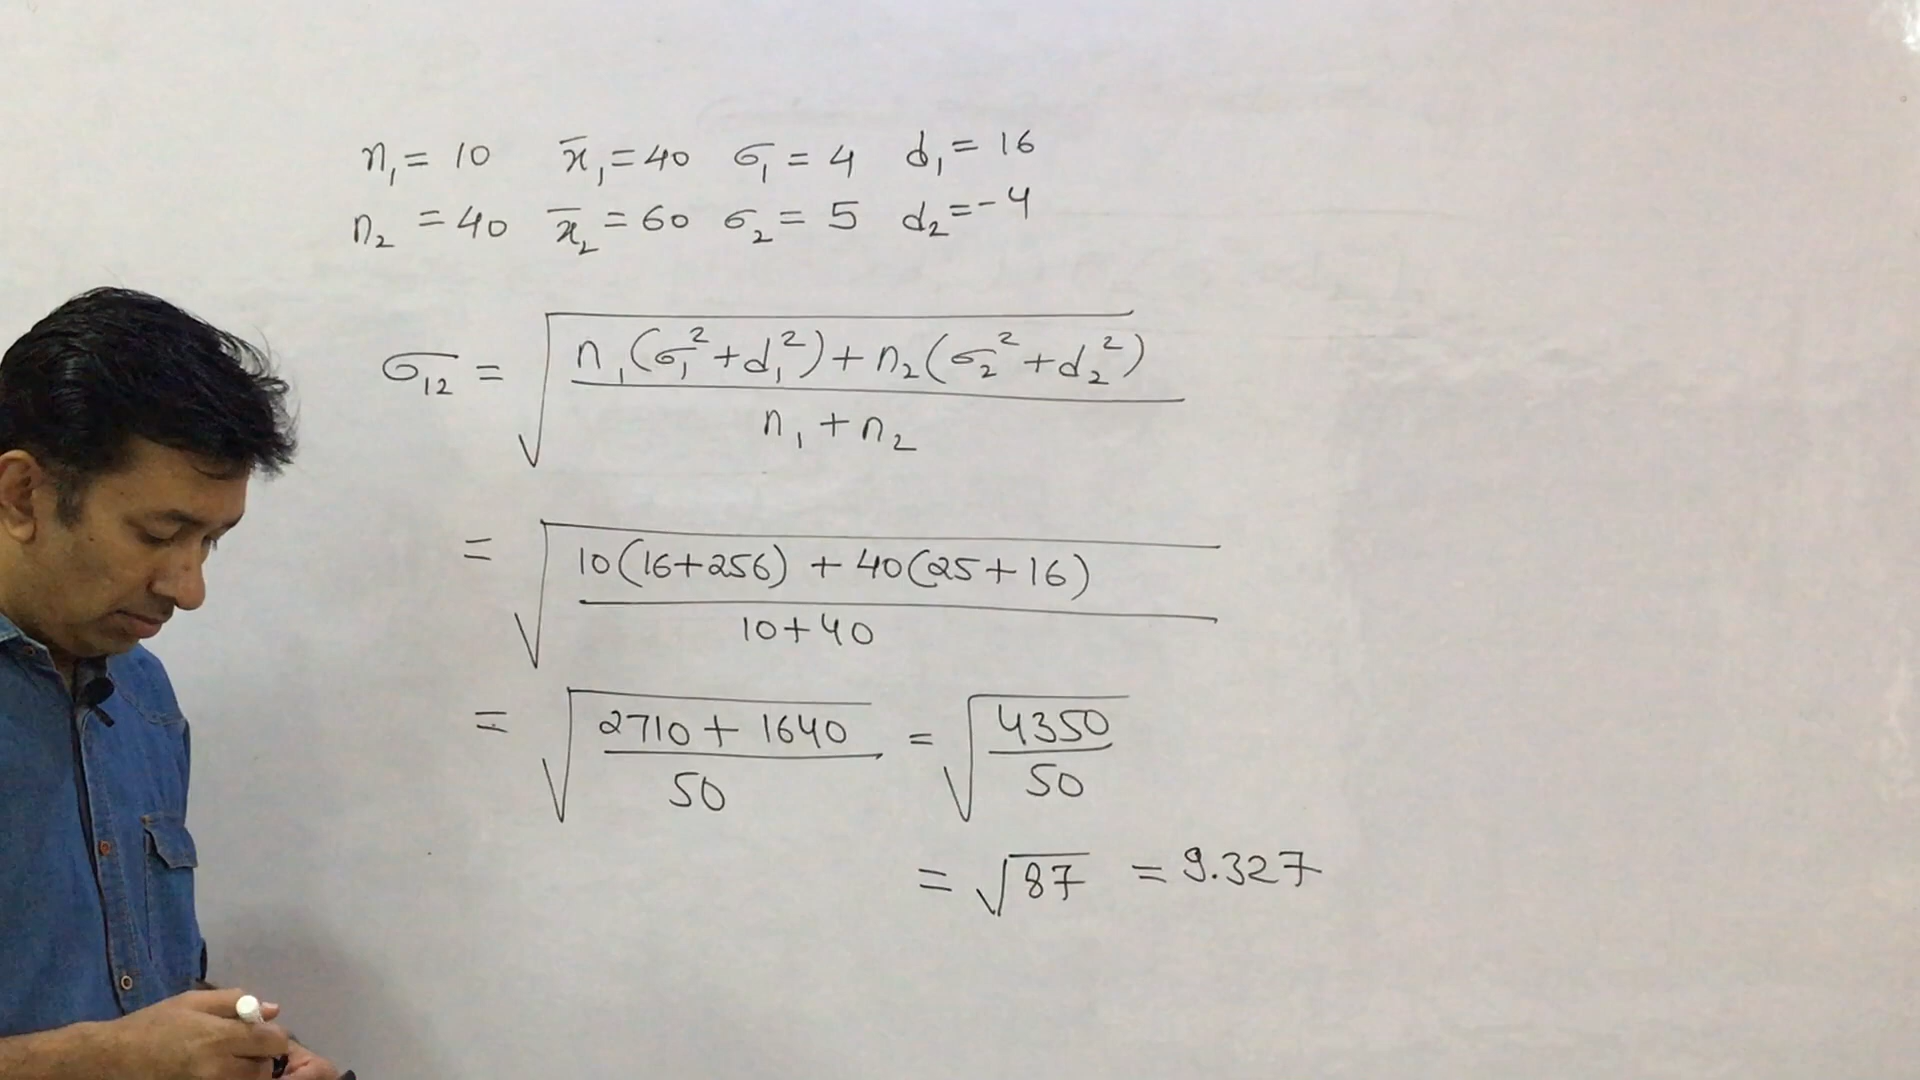 n₁ = 10 x̄₁ = 40 σ₁ = 4 d₁ = 16
n₂ = 40 x̄₂ = 60 σ₂ = 5 d₂ = -4
σ₁₂ = √((n₁(σ₁² + d₁²) + n₂(σ₂² + d₂²)) / (n₁ + n₂))
= √((10(16+256) + 40(25+16)) / (10+40))
= √((2710 + 1640) / 50) = √(4350 / 50)
= √87 = 9.327